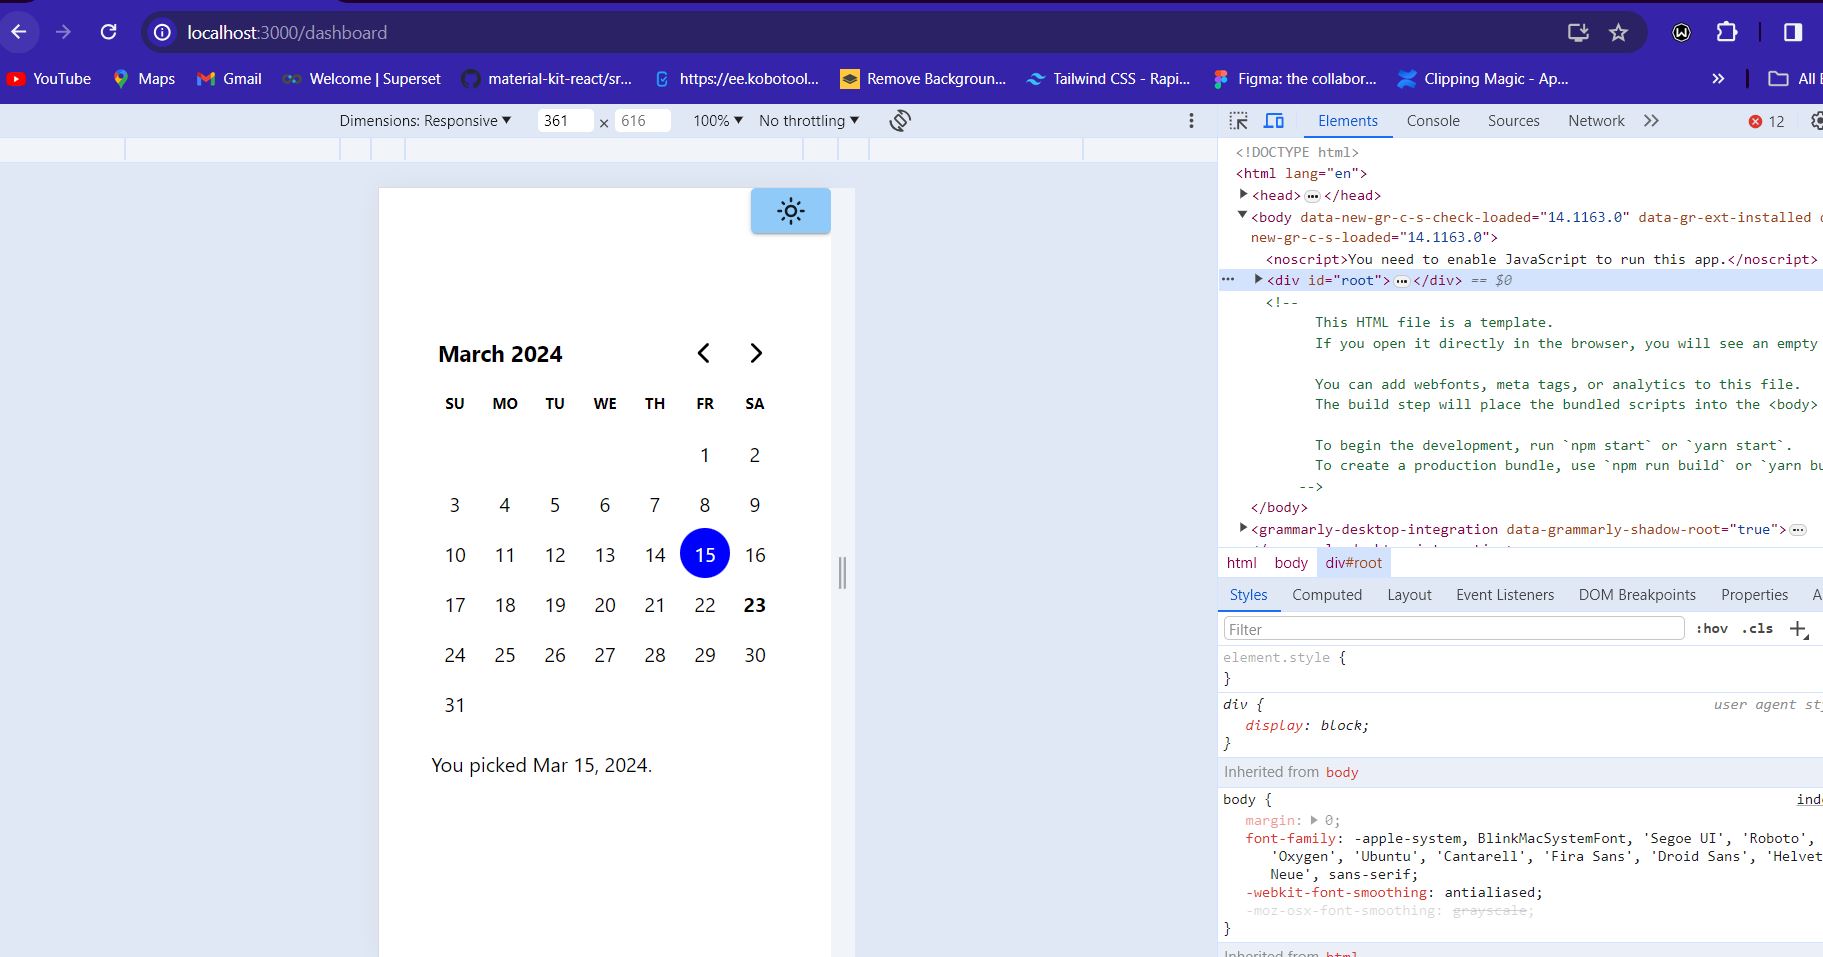 localhost:3000/dashboard
YouTube Maps Gmail Welcome | Superset material-kit-react/sr... https://ee.kobotool... Remove Backgroun... Tailwind CSS - Rapi... Figma: the collabor... Clipping Magic - Ap... » All
Dimensions: Responsive ▼ 361 × 616 100% ▼ No throttling ▼
Elements Console Sources Network 12
March 2024
SU MO TU WE TH FR SA
1 2
3 4 5 6 7 8 9
10 11 12 13 14 15 16
17 18 19 20 21 22 23
24 25 26 27 28 29 30
31
You picked Mar 15, 2024.
<!DOCTYPE html>
<html lang="en">
<head>...</head>
<body data-new-gr-c-s-check-loaded="14.1163.0" data-gr-ext-installed
new-gr-c-s-loaded="14.1163.0">
<noscript>You need to enable JavaScript to run this app.</noscript>
<div id="root">...</div> == $0
<!--
This HTML file is a template.
If you open it directly in the browser, you will see an empty
You can add webfonts, meta tags, or analytics to this file.
The build step will place the bundled scripts into the <body>
To begin the development, run `npm start` or `yarn start`.
To create a production bundle, use `npm run build` or `yarn bu
-->
</body>
<grammarly-desktop-integration data-grammarly-shadow-root="true">...
html body div#root
Styles Computed Layout Event Listeners DOM Breakpoints Properties A
Filter :hov .cls +
element.style {
}
div { user agent sty
display: block;
}
Inherited from body
body { inde
margin: 0;
font-family: -apple-system, BlinkMacSystemFont, 'Segoe UI', 'Roboto',
'Oxygen', 'Ubuntu', 'Cantarell', 'Fira Sans', 'Droid Sans', 'Helvet
Neue', sans-serif;
-webkit-font-smoothing: antialiased;
-moz-osx-font-smoothing: grayscale;
}
Inherited from html